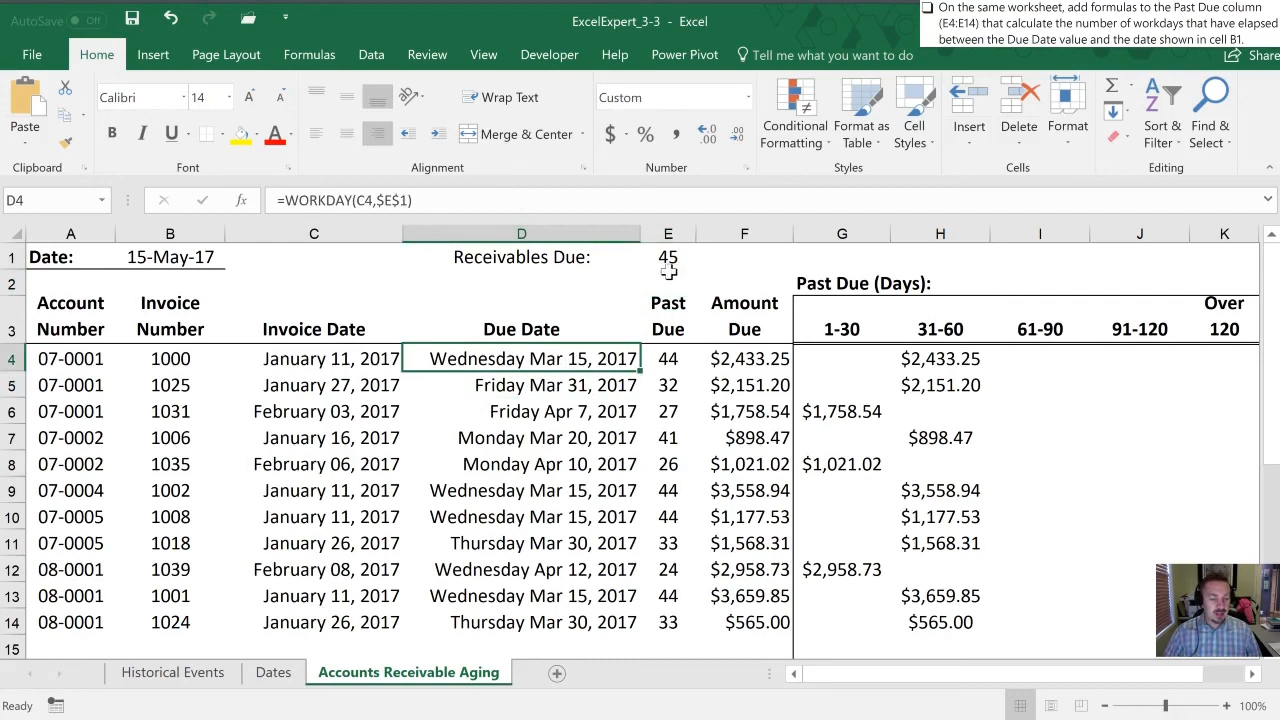 AutoSave Off
ExcelExpert_3-3 - Excel
❑ On the same worksheet, add formulas to the Past Due column
(E4:E14) that calculate the number of workdays that have elapsed
between the Due Date value and the date shown in cell B1.
File Home Insert Page Layout Formulas Data Review View Developer Help Power Pivot Tell me what you want to do Share
Paste
Calibri 14
Wrap Text
Merge & Center
Custom
Conditional Formatting
Format as Table
Cell Styles
Insert Delete Format
Sort & Filter
Find & Select
Clipboard Font Alignment Number Styles Cells Editing
D4 fx =WORKDAY(C4,$E$1)
A B C D E F G H I J K
1 Date: 15-May-17 Receivables Due: 45
2 Past Due (Days):
3 Account Number Invoice Number Invoice Date Due Date Past Due Amount Due 1-30 31-60 61-90 91-120 Over 120
4 07-0001 1000 January 11, 2017 Wednesday Mar 15, 2017 44 $2,433.25 $2,433.25
5 07-0001 1025 January 27, 2017 Friday Mar 31, 2017 32 $2,151.20 $2,151.20
6 07-0001 1031 February 03, 2017 Friday Apr 7, 2017 27 $1,758.54 $1,758.54
7 07-0002 1006 January 16, 2017 Monday Mar 20, 2017 41 $898.47 $898.47
8 07-0002 1035 February 06, 2017 Monday Apr 10, 2017 26 $1,021.02 $1,021.02
9 07-0004 1002 January 11, 2017 Wednesday Mar 15, 2017 44 $3,558.94 $3,558.94
10 07-0005 1008 January 11, 2017 Wednesday Mar 15, 2017 44 $1,177.53 $1,177.53
11 07-0005 1018 January 26, 2017 Thursday Mar 30, 2017 33 $1,568.31 $1,568.31
12 08-0001 1039 February 08, 2017 Wednesday Apr 12, 2017 24 $2,958.73 $2,958.73
13 08-0001 1001 January 11, 2017 Wednesday Mar 15, 2017 44 $3,659.85 $3,659.85
14 08-0001 1024 January 26, 2017 Thursday Mar 30, 2017 33 $565.00 $565.00
15
Historical Events Dates Accounts Receivable Aging
Ready 100%